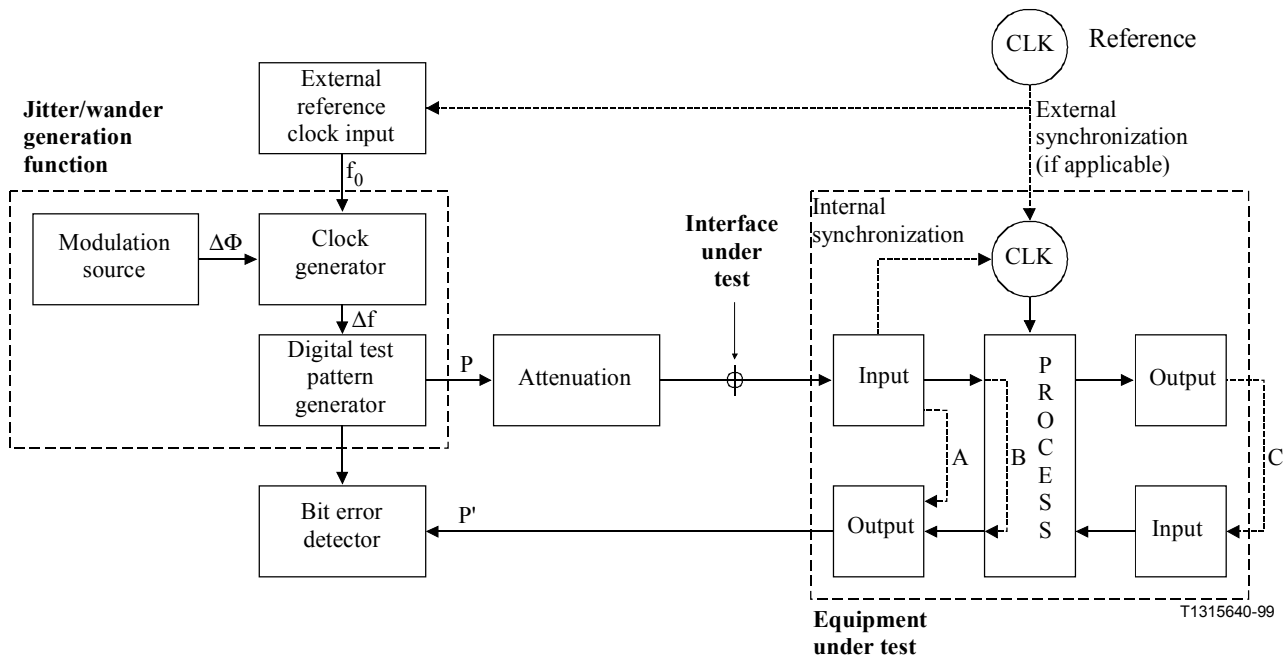 CLK
Reference
External
reference
clock input
Jitter/wander
generation
function
External
synchronization
(if applicable)
f0
Internal
synchronization
Modulation
source
ΔΦ
Clock
generator
Interface
under
test
CLK
Δf
Digital test
pattern
generator
P
Attenuation
Input
P
R
O
C
E
S
S
Output
A
B
C
Bit error
detector
P'
Output
Input
T1315640-99
Equipment
under test